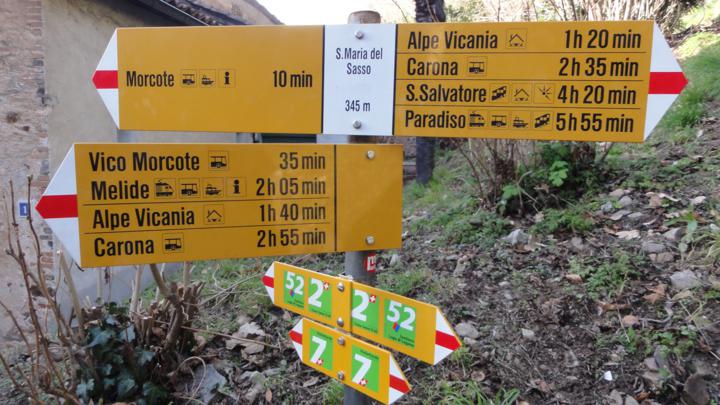 Morcote 10 min
S.Maria del
Sasso
345 m
Alpe Vicania 1h 20 min
Carona 2h 35 min
S.Salvatore 4h 20 min
Paradiso 5h 55 min
Vico Morcote 35 min
Melide 2h 05 min
Alpe Vicania 1h 40 min
Carona 2h 55 min
52 2 2 52
7 7
1